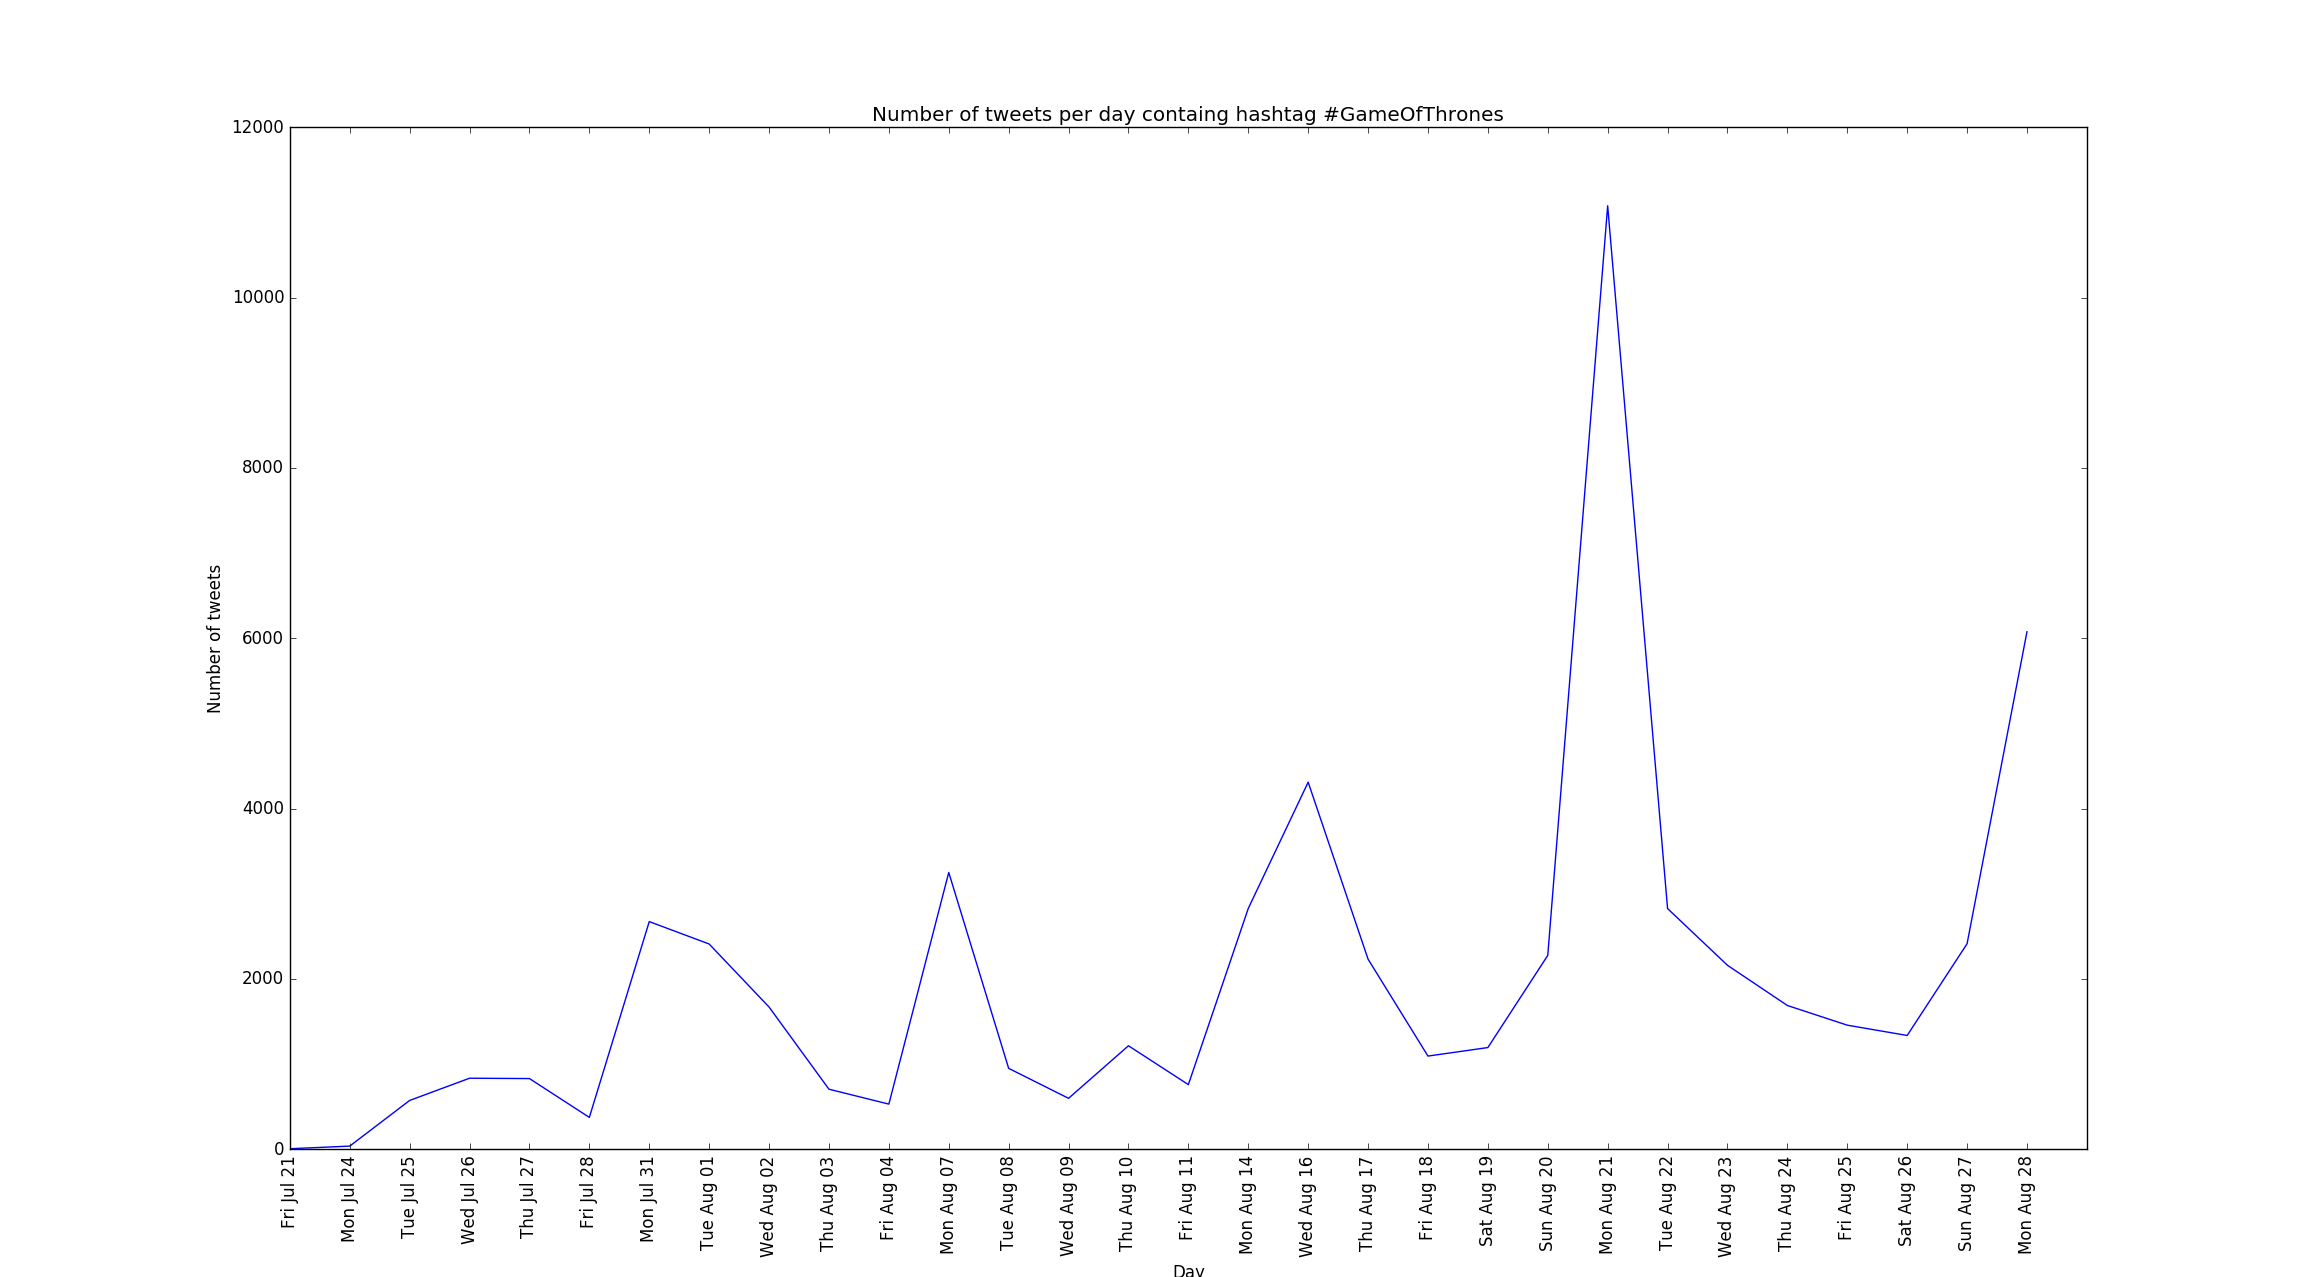 Number of tweets per day containg hashtag #GameOfThrones
12000
10000
8000
6000
4000
2000
0
Number of tweets
Fri Jul 21
Mon Jul 24
Tue Jul 25
Wed Jul 26
Thu Jul 27
Fri Jul 28
Mon Jul 31
Tue Aug 01
Wed Aug 02
Thu Aug 03
Fri Aug 04
Mon Aug 07
Tue Aug 08
Wed Aug 09
Thu Aug 10
Fri Aug 11
Mon Aug 14
Wed Aug 16
Thu Aug 17
Fri Aug 18
Sat Aug 19
Sun Aug 20
Mon Aug 21
Tue Aug 22
Wed Aug 23
Thu Aug 24
Fri Aug 25
Sat Aug 26
Sun Aug 27
Mon Aug 28
Day